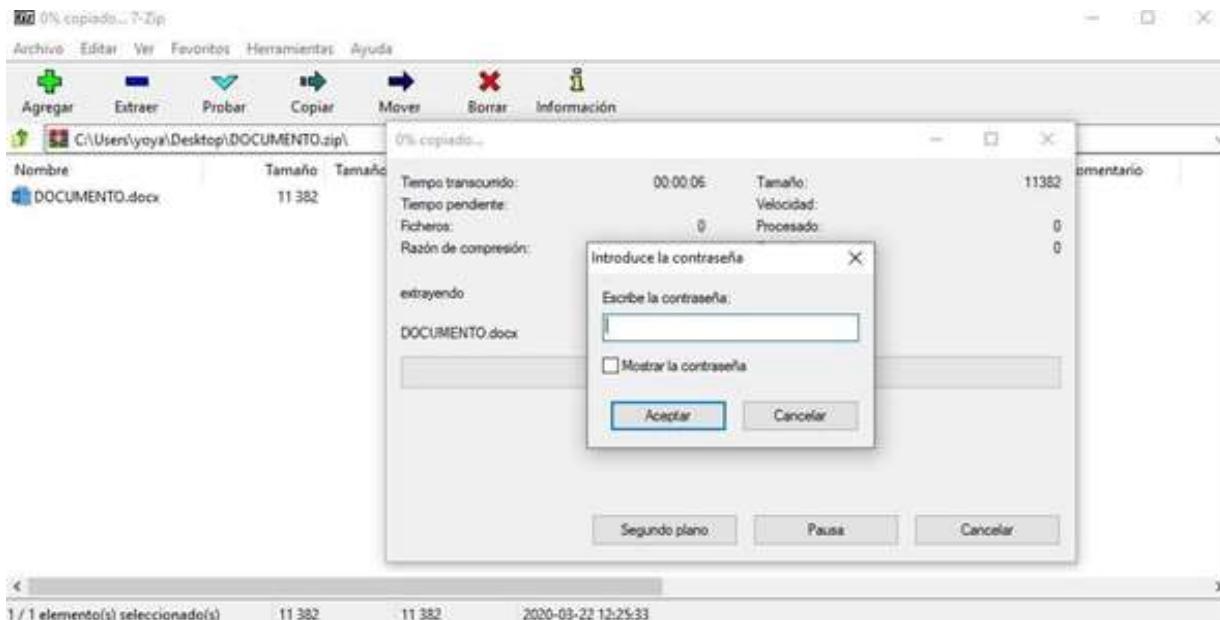 0% copiado... 7-Zip
Archivo Editar Ver Favoritos Herramientas Ayuda
Agregar Extraer Probar Copiar Mover Borrar Información
C:\Users\yoya\Desktop\DOCUMENTO.zip\
Nombre Tamaño Tamaño omentario
DOCUMENTO.docx 11 382
0% copiado...
Tiempo transcurrido: 00:00:06 Tamaño: 11382
Tiempo pendiente: Velocidad:
Ficheros: 0 Procesado: 0
Razón de compresión: 0
extrayendo
DOCUMENTO.docx
Introduce la contraseña
Escribe la contraseña:
Mostrar la contraseña
Aceptar Cancelar
Segundo plano Pausa Cancelar
1 / 1 elemento(s) seleccionado(s) 11 382 11 382 2020-03-22 12:25:33